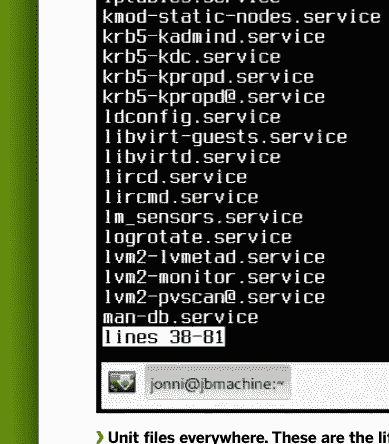 iptables.service
kmod-static-nodes.service
krb5-kadmind.service
krb5-kdc.service
krb5-kpropd.service
krb5-kpropd@.service
ldconfig.service
libvirt-guests.service
libvirtd.service
lircd.service
lircmd.service
lm_sensors.service
logrotate.service
lvm2-lvmetad.service
lvm2-monitor.service
lvm2-pvscan@.service
man-db.service
lines 38-81
jonni@jbmachine:~
❯ Unit files everywhere. These are the